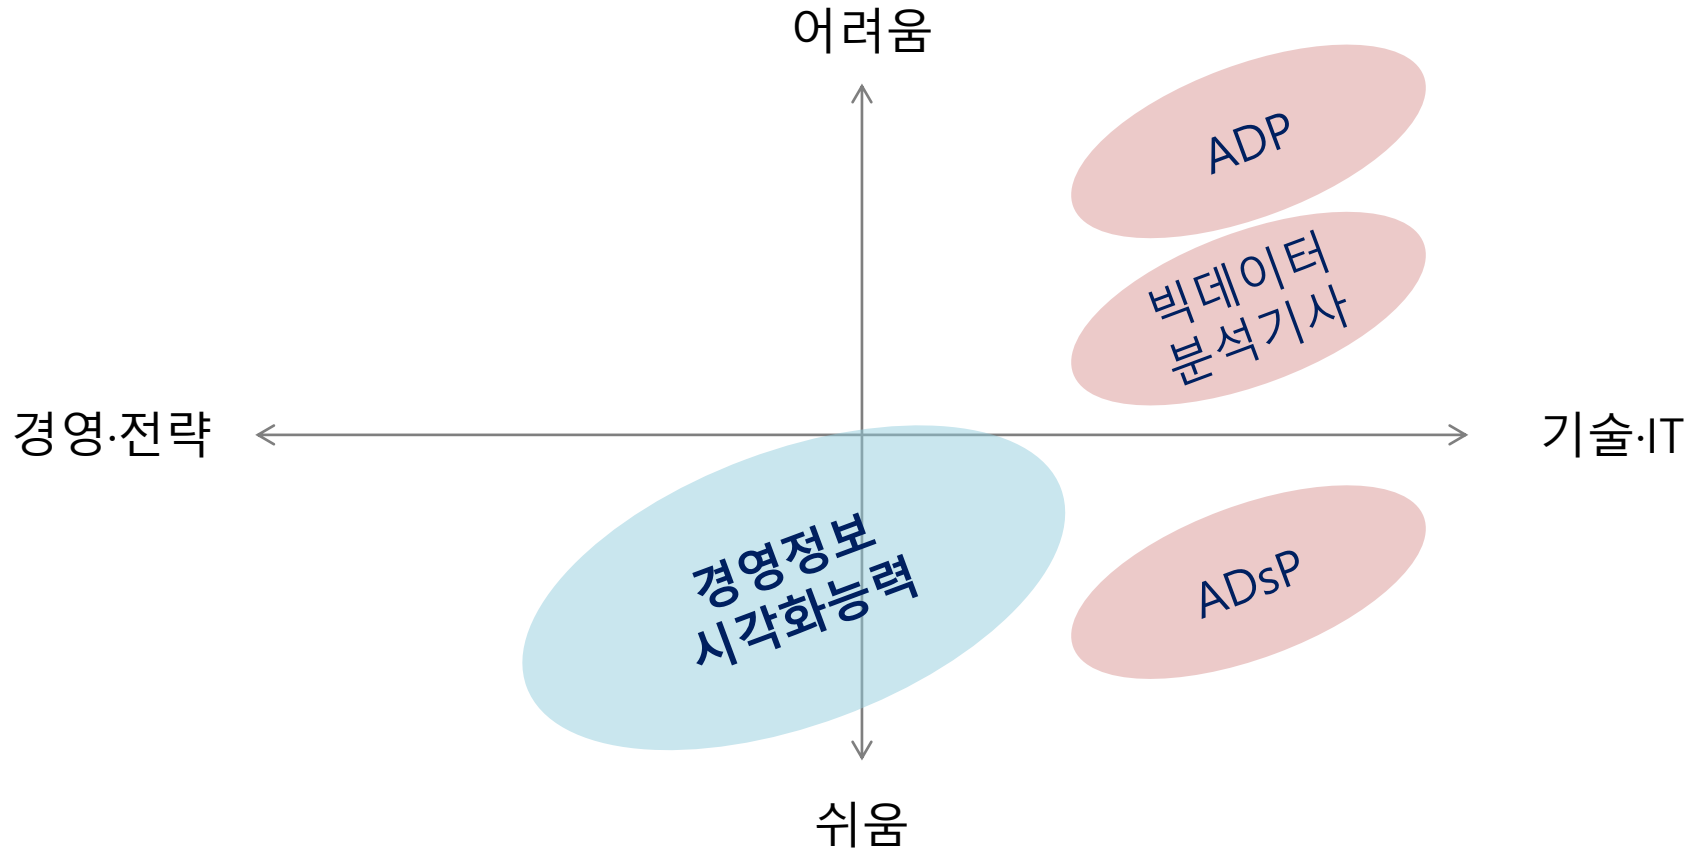 어려움
ADP
빅데이터
분석기사
경영·전략
기술·IT
경영정보
시각화능력
ADsP
쉬움